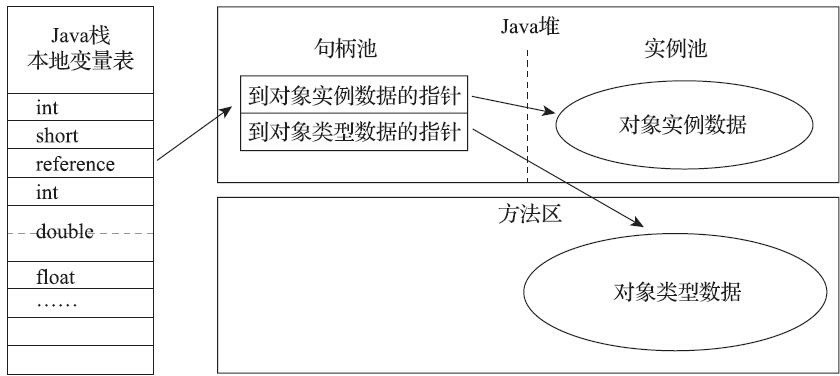 Java栈
本地变量表
int
short
reference
int
double
float
……
Java堆
句柄池
实例池
到对象实例数据的指针
到对象类型数据的指针
对象实例数据
方法区
对象类型数据